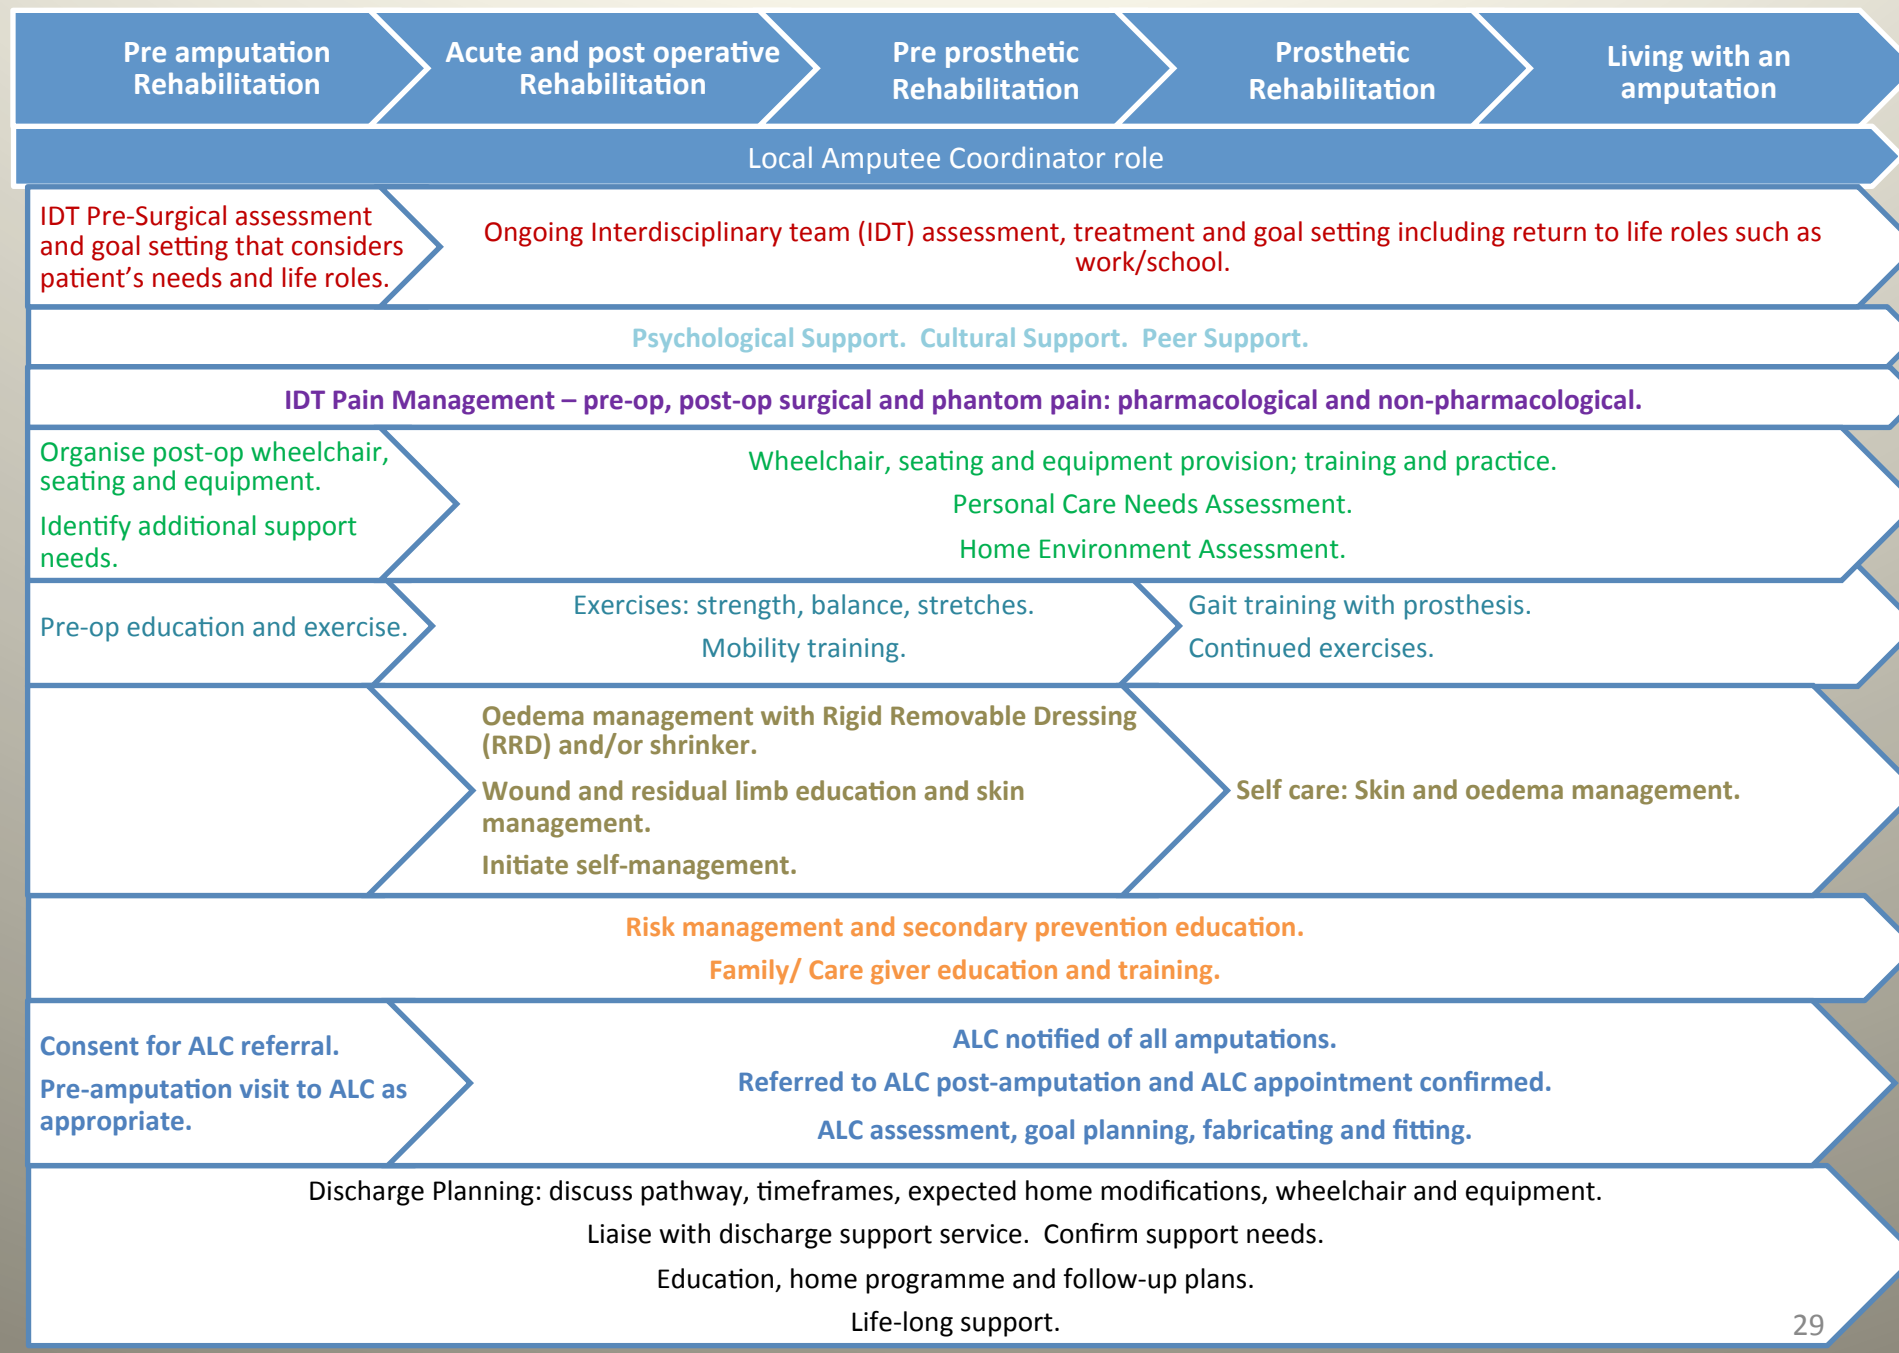 Pre amputation
Rehabilitation
Acute and post operative
Rehabilitation
Pre prosthetic
Rehabilitation
Prosthetic
Rehabilitation
Living with an
amputation
Local Amputee Coordinator role
IDT Pre-Surgical assessment
and goal setting that considers
patient’s needs and life roles.
Ongoing Interdisciplinary team (IDT) assessment, treatment and goal setting including return to life roles such as
work/school.
Psychological Support.  Cultural Support.  Peer Support.
IDT Pain Management – pre-op, post-op surgical and phantom pain: pharmacological and non-pharmacological.
Organise post-op wheelchair,
seating and equipment.
Identify additional support
needs.
Wheelchair, seating and equipment provision; training and practice.
Personal Care Needs Assessment.
Home Environment Assessment.
Pre-op education and exercise.
Exercises: strength, balance, stretches.
Mobility training.
Gait training with prosthesis.
Continued exercises.
Oedema management with Rigid Removable Dressing
(RRD) and/or shrinker.
Wound and residual limb education and skin
management.
Initiate self-management.
Self care: Skin and oedema management.
Risk management and secondary prevention education.
Family/ Care giver education and training.
Consent for ALC referral.
Pre-amputation visit to ALC as
appropriate.
ALC notified of all amputations.
Referred to ALC post-amputation and ALC appointment confirmed.
ALC assessment, goal planning, fabricating and fitting.
Discharge Planning: discuss pathway, timeframes, expected home modifications, wheelchair and equipment.
Liaise with discharge support service.  Confirm support needs.
Education, home programme and follow-up plans.
Life-long support.
29